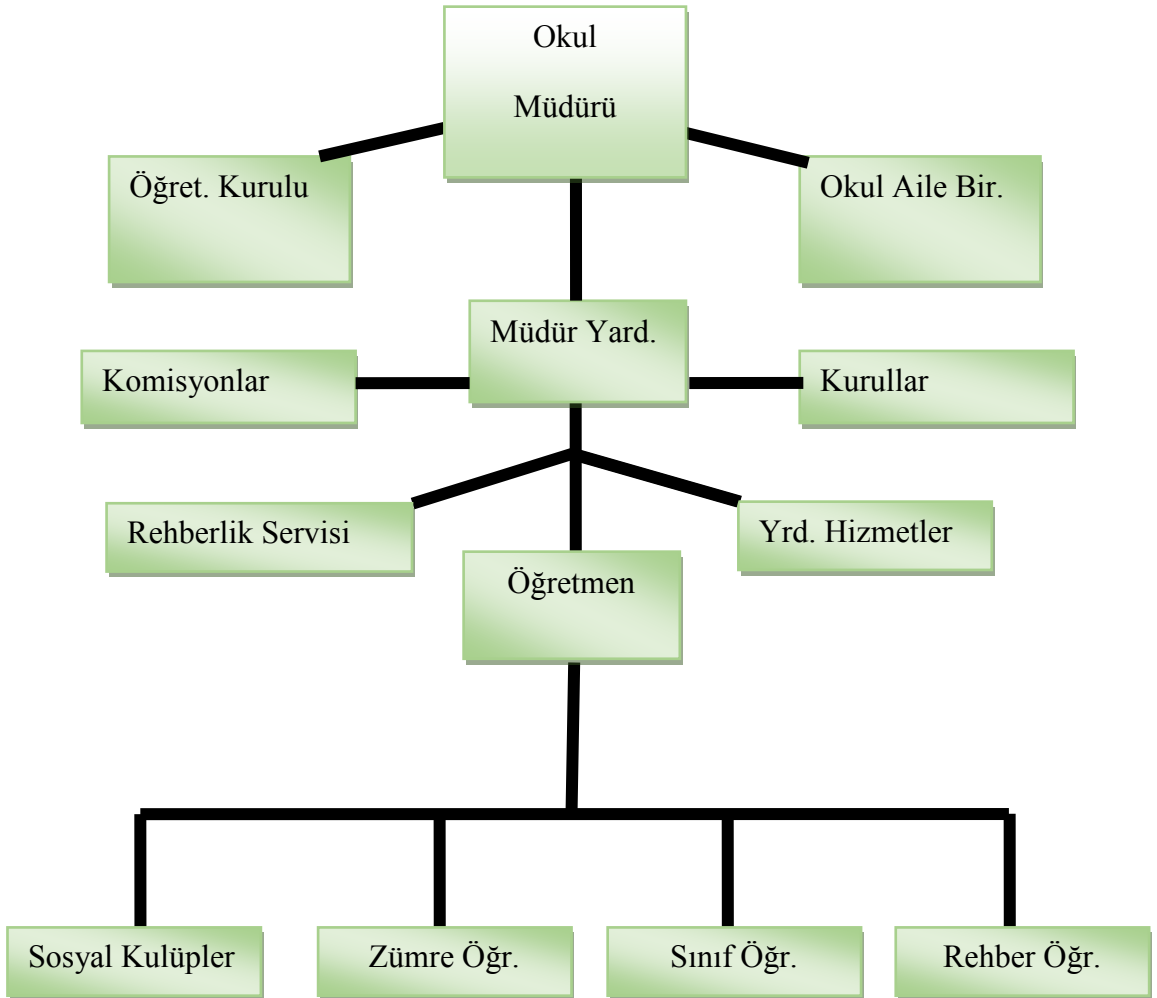 Okul
Müdürü
Öğret. Kurulu
Okul Aile Bir.
Müdür Yard.
Komisyonlar
Kurullar
Rehberlik Servisi
Yrd. Hizmetler
Öğretmen
Sosyal Kulüpler
Zümre Öğr.
Sınıf Öğr.
Rehber Öğr.